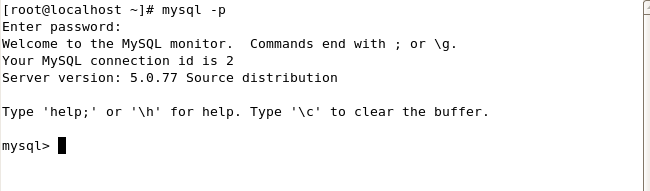 [root@localhost ~]# mysql -p
Enter password:
Welcome to the MySQL monitor.  Commands end with ; or \g.
Your MySQL connection id is 2
Server version: 5.0.77 Source distribution

Type 'help;' or '\h' for help. Type '\c' to clear the buffer.

mysql>